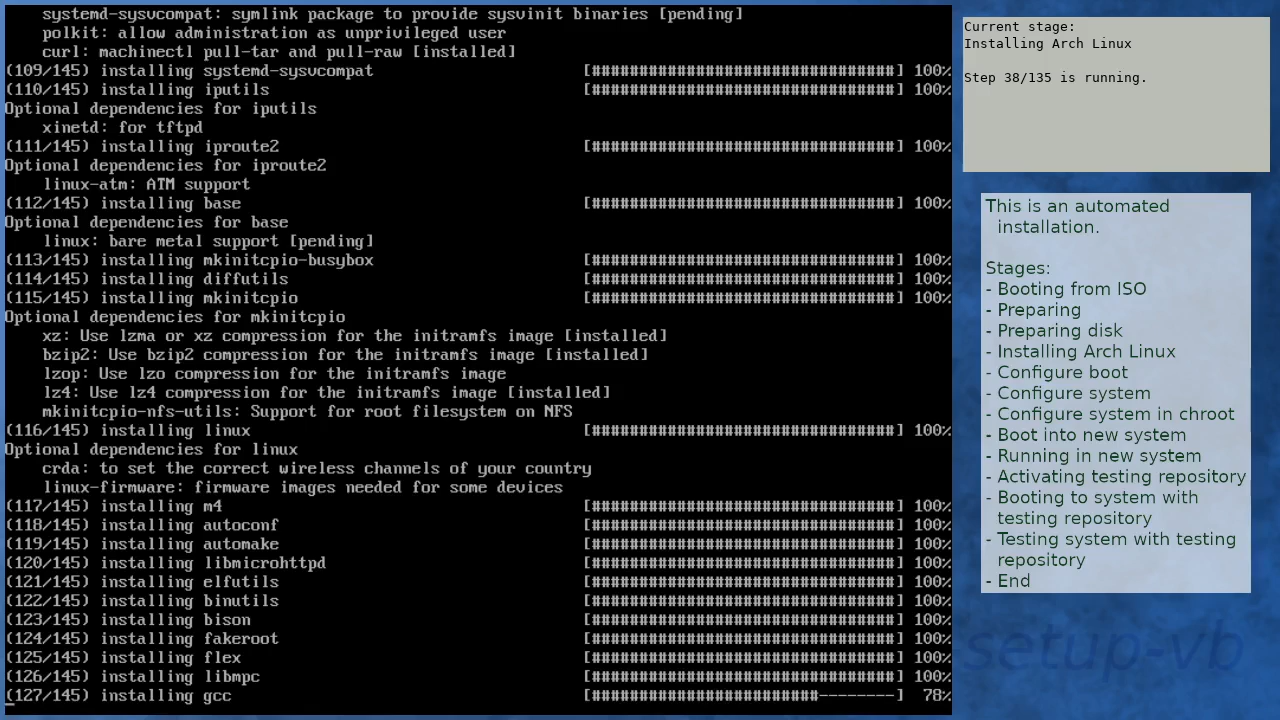 systemd-sysvcompat: symlink package to provide sysvinit binaries [pending]
polkit: allow administration as unprivileged user
curl: machinectl pull-tar and pull-raw [installed]
(109/145) installing systemd-sysvcompat [################################] 100%
(110/145) installing iputils [################################] 100%
Optional dependencies for iputils
xinetd: for tftpd
(111/145) installing iproute2 [################################] 100%
Optional dependencies for iproute2
linux-atm: ATM support
(112/145) installing base [################################] 100%
Optional dependencies for base
linux: bare metal support [pending]
(113/145) installing mkinitcpio-busybox [################################] 100%
(114/145) installing diffutils [################################] 100%
(115/145) installing mkinitcpio [################################] 100%
Optional dependencies for mkinitcpio
xz: Use lzma or xz compression for the initramfs image [installed]
bzip2: Use bzip2 compression for the initramfs image [installed]
lzop: Use lzo compression for the initramfs image
lz4: Use lz4 compression for the initramfs image [installed]
mkinitcpio-nfs-utils: Support for root filesystem on NFS
(116/145) installing linux [################################] 100%
Optional dependencies for linux
crda: to set the correct wireless channels of your country
linux-firmware: firmware images needed for some devices
(117/145) installing m4 [################################] 100%
(118/145) installing autoconf [################################] 100%
(119/145) installing automake [################################] 100%
(120/145) installing libmicrohttpd [################################] 100%
(121/145) installing elfutils [################################] 100%
(122/145) installing binutils [################################] 100%
(123/145) installing bison [################################] 100%
(124/145) installing fakeroot [################################] 100%
(125/145) installing flex [################################] 100%
(126/145) installing libmpc [################################] 100%
(127/145) installing gcc [########################--------] 78%
Current stage:
Installing Arch Linux
Step 38/135 is running.
This is an automated
installation.
Stages:
- Booting from ISO
- Preparing
- Preparing disk
- Installing Arch Linux
- Configure boot
- Configure system
- Configure system in chroot
- Boot into new system
- Running in new system
- Activating testing repository
- Booting to system with
testing repository
- Testing system with testing
repository
- End
setup-vb